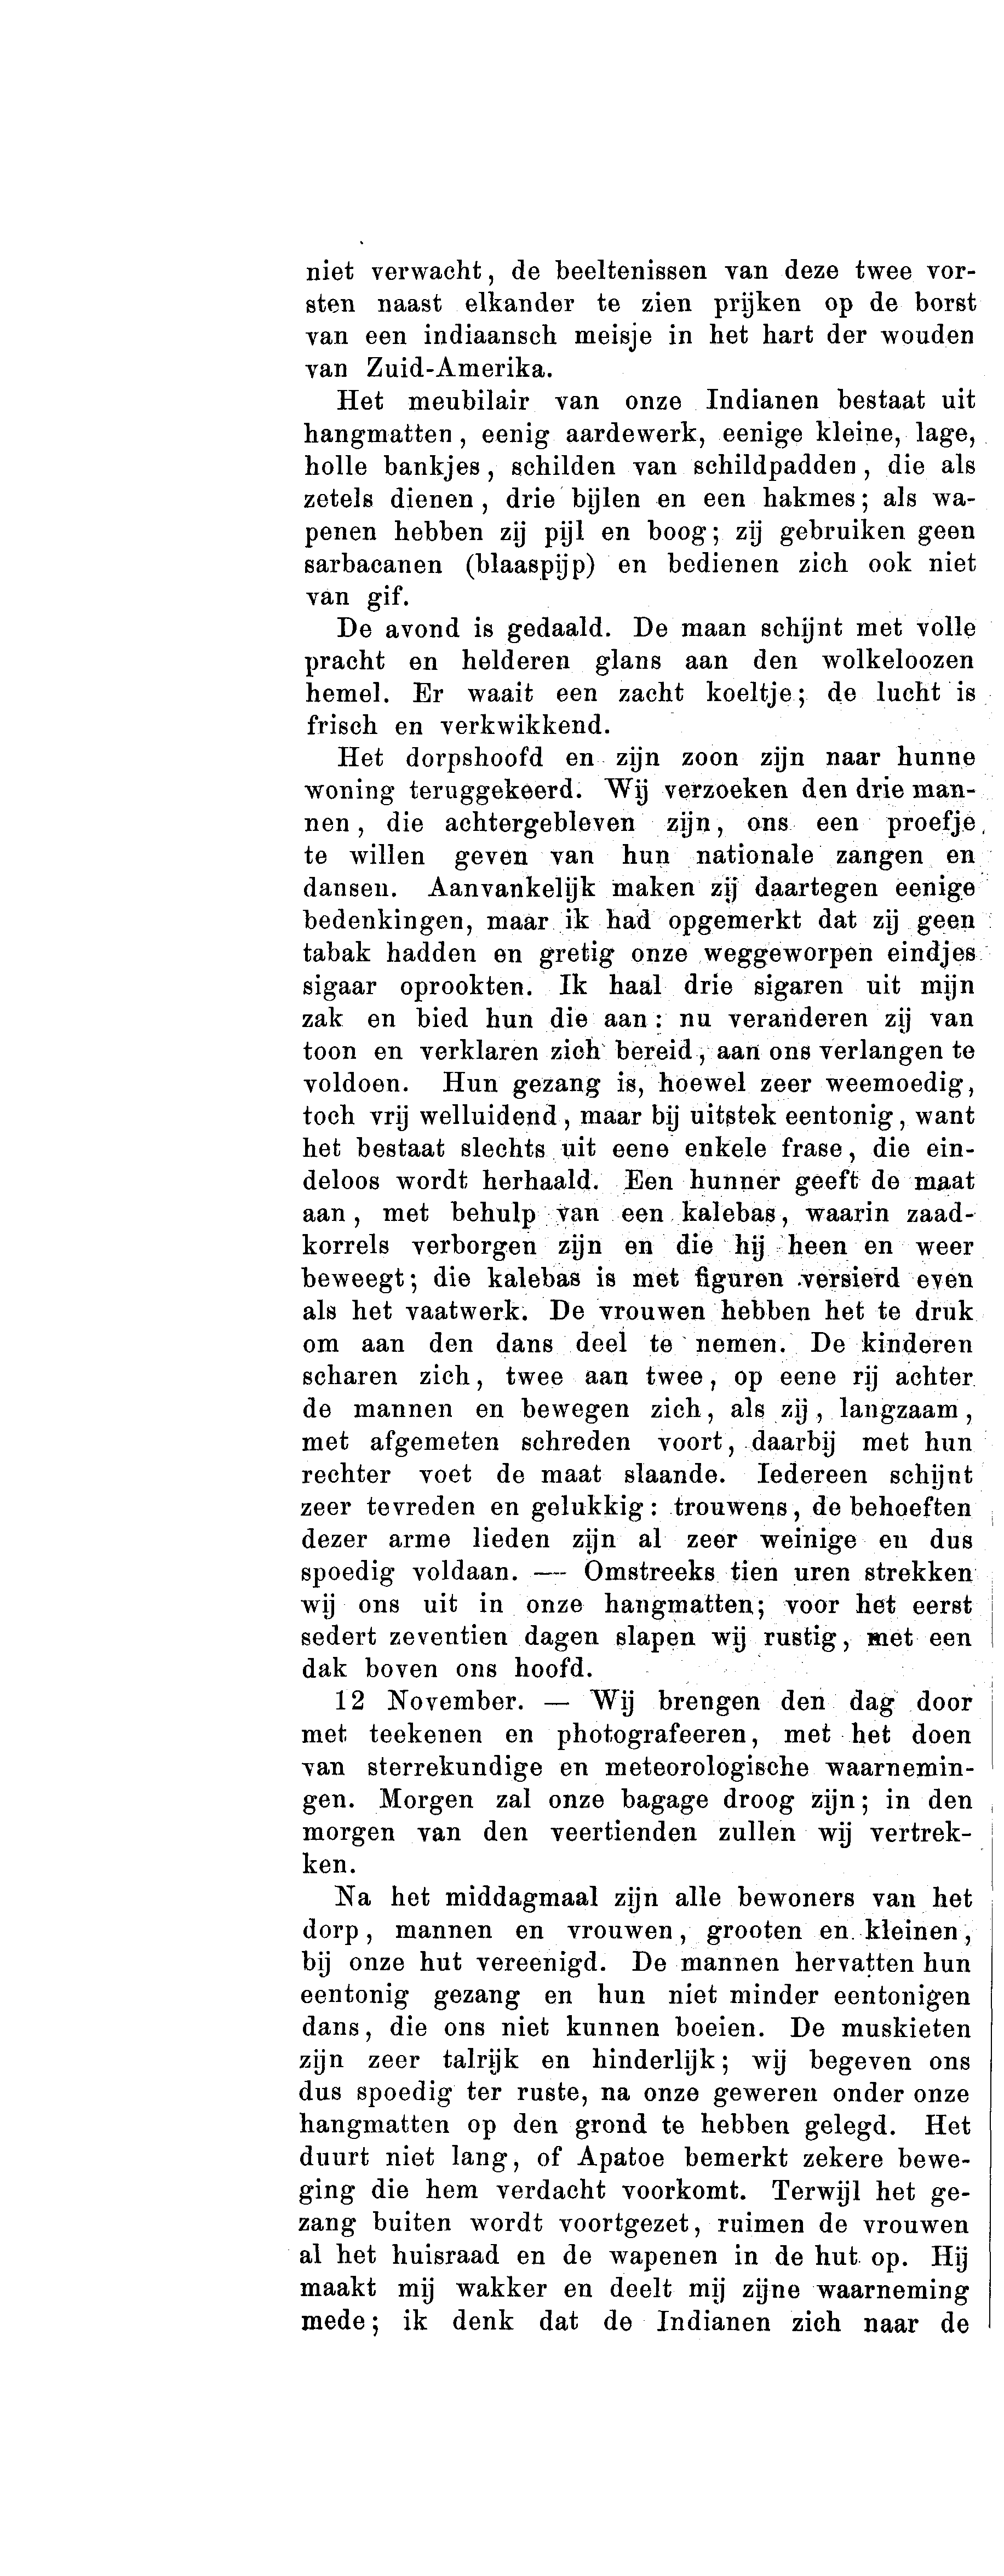 niet verwacht, de beeltenissen van deze twee vor-
sten naast elkander te zien prijken op de borst
van een indiaansch meisje in het hart der wouden
van Zuid-Amerika.
Het meubilair van onze Indianen bestaat uit
hangmatten, eenig aardewerk, eenige kleine, lage,
holle bankjes, schilden van schildpadden, die als
zetels dienen, drie bijlen en een hakmes; als wa-
penen hebben zij pijl en boog; zij gebruiken geen
sarbacanen (blaaspijp) en bedienen zich ook niet
van gif.
De avond is gedaald. De maan schijnt met volle
pracht en helderen glans aan den wolkeloozen
hemel. Er waait een zacht koeltje; de lucht is
frisch en verkwikkend.
Het dorpshoofd en zijn zoon zijn naar hunne
woning teruggekeerd. Wij verzoeken den drie man-
nen, die achtergebleven zijn, ons een proefje
te willen geven van hun nationale zangen en
dansen. Aanvankelijk maken zij daartegen eenige
bedenkingen, maar ik had opgemerkt dat zij geen
tabak hadden en gretig onze weggeworpen eindjes
sigaar oprookten. Ik haal drie sigaren uit mijn
zak en bied hun die aan: nu veranderen zij van
toon en verklaren zich bereid, aan ons verlangen te
voldoen. Hun gezang is, hoewel zeer weemoedig,
toch vrij welluidend, maar bij uitstek eentonig, want
het bestaat slechts uit eene enkele frase, die ein-
deloos wordt herhaald. Een hunner geeft de maat
aan, met behulp van een kalebas, waarin zaad-
korrels verborgen zijn en die hij heen en weer
beweegt; die kalebas is met figuren versierd even
als het vaatwerk. De vrouwen hebben het te druk
om aan den dans deel te nemen. De kinderen
scharen zich, twee aan twee, op eene rij achter
de mannen en bewegen zich, als zij, langzaam,
met afgemeten schreden voort, daarbij met hun
rechter voet de maat slaande. Iedereen schijnt
zeer tevreden en gelukkig: trouwens, de behoeften
dezer arme lieden zijn al zeer weinige en dus
spoedig voldaan. — Omstreeks tien uren strekken
wij ons uit in onze hangmatten; voor het eerst
sedert zeventien dagen slapen wij rustig, met een
dak boven ons hoofd.
12 November. — Wij brengen den dag door
met teekenen en photografeeren, met het doen
van sterrekundige en meteorologische waarnemin-
gen. Morgen zal onze bagage droog zijn; in den
morgen van den veertienden zullen wij vertrek-
ken.
Na het middagmaal zijn alle bewoners van het
dorp, mannen en vrouwen, grooten en kleinen,
bij onze hut vereenigd. De mannen hervatten hun
eentonig gezang en hun niet minder eentonigen
dans, die ons niet kunnen boeien. De muskieten
zijn zeer talrijk en hinderlijk; wij begeven ons
dus spoedig ter ruste, na onze geweren onder onze
hangmatten op den grond te hebben gelegd. Het
duurt niet lang, of Apatoe bemerkt zekere bewe-
ging die hem verdacht voorkomt. Terwijl het ge-
zang buiten wordt voortgezet, ruimen de vrouwen
al het huisraad en de wapenen in de hut op. Hij
maakt mij wakker en deelt mij zijne waarneming
mede; ik denk dat de Indianen zich naar de